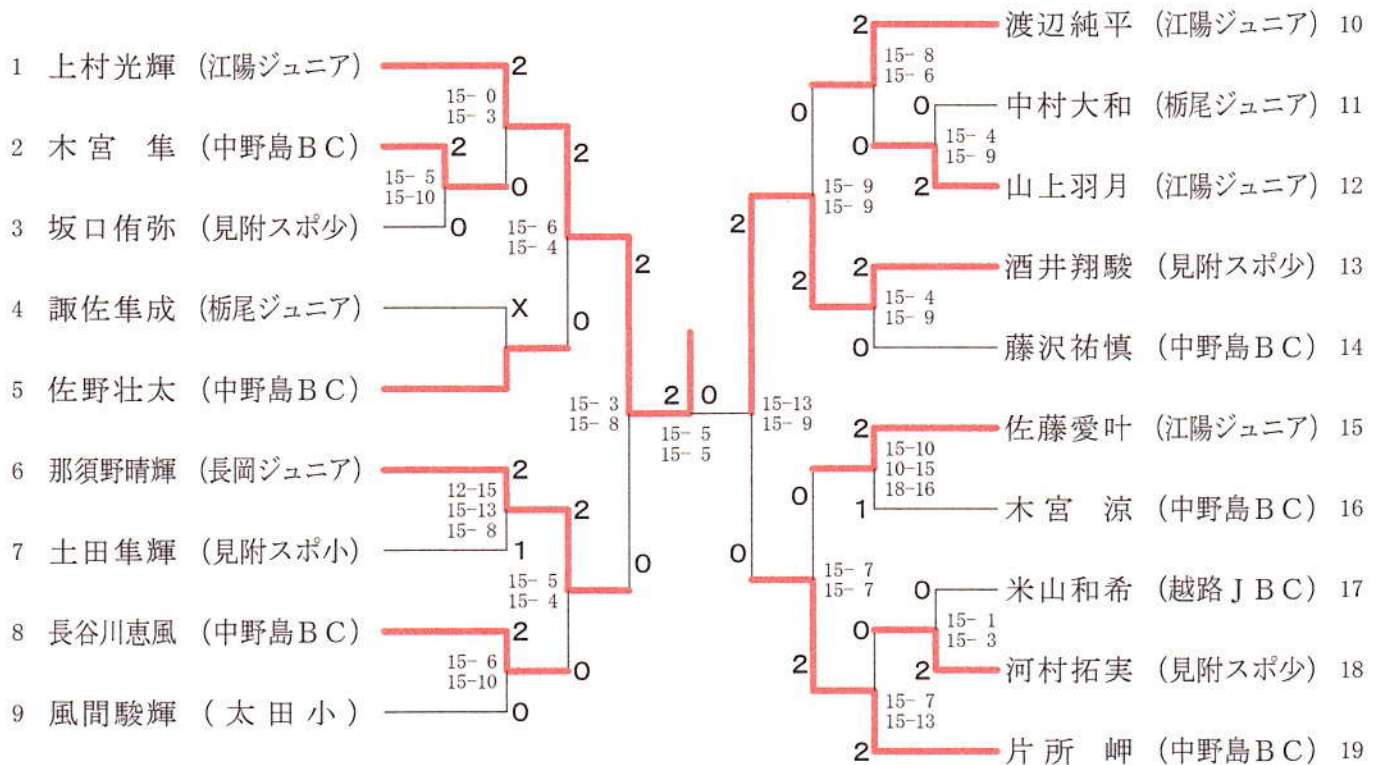 1 上村光輝 (江陽ジュニア)
2
15- 0
15- 3
2 木宮 隼 (中野島BC)
2
0
2
15- 5
15-10
3 坂口侑弥 (見附スポ少)
0
15- 6
15- 4
2
4 諏佐隼成 (栃尾ジュニア)
X
0
5 佐野壮太 (中野島BC)
15- 3
15- 8
2 0
15- 5
15- 5
6 那須野晴輝 (長岡ジュニア)
2
12-15
15-13
15- 8
2
7 土田隼輝 (見附スポ小)
1
0
15- 5
15- 4
8 長谷川恵風 (中野島BC)
2
15- 6
15-10
0
9 風間駿輝 (太田小)
0
2 渡辺純平 (江陽ジュニア) 10
15- 8
15- 6
0
0 中村大和 (栃尾ジュニア) 11
15- 4
15- 9
0
2 山上羽月 (江陽ジュニア) 12
15- 9
15- 9
2
2
2 酒井翔駿 (見附スポ少) 13
15- 4
15- 9
0 藤沢祐慎 (中野島BC) 14
15-13
15- 9
2 佐藤愛叶 (江陽ジュニア) 15
15-10
10-15
18-16
0
1 木宮 涼 (中野島BC) 16
0
15- 7
15- 7
0 米山和希 (越路JBC) 17
15- 1
15- 3
0
2
2 河村拓実 (見附スポ少) 18
15- 7
15-13
2 片所 岬 (中野島BC) 19